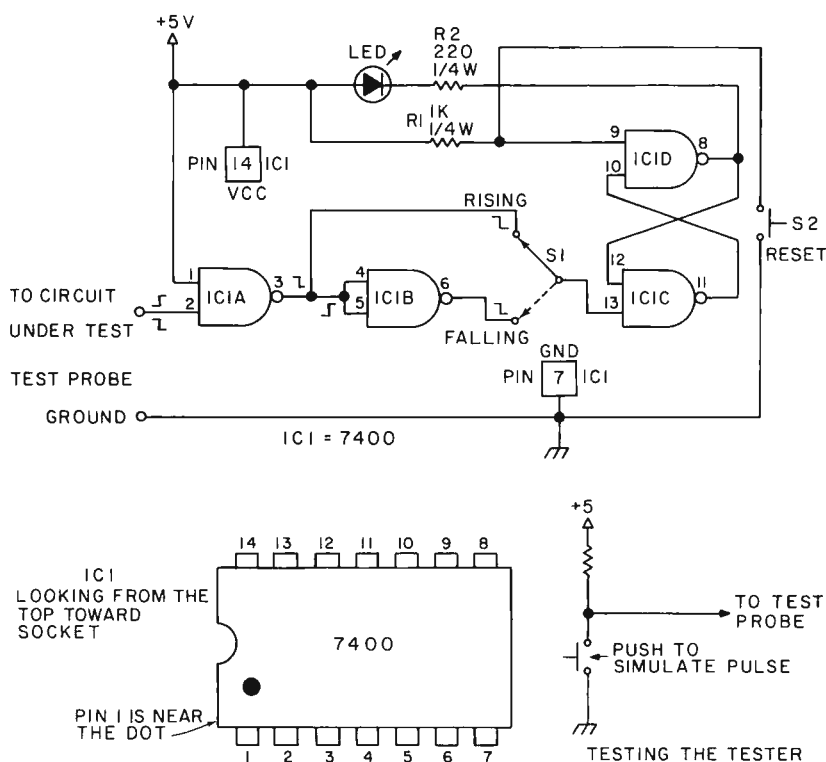 +5V
LED
R2
220
1/4W
R1 1K
1/4W
PIN 14 IC1
VCC
9
IC1D
8
10
RISING
S1
S2
RESET
1
TO CIRCUIT
IC1A
3
4
IC1B
6
5
12
IC1C
11
13
2
UNDER TEST
FALLING
GND
PIN 7 IC1
TEST PROBE
GROUND
IC1 = 7400
14 13 12 11 10 9 8
IC1
LOOKING FROM THE
TOP TOWARD
SOCKET
7400
PIN 1 IS NEAR
THE DOT
1 2 3 4 5 6 7
+5
TO TEST
PROBE
PUSH TO
SIMULATE PULSE
TESTING THE TESTER